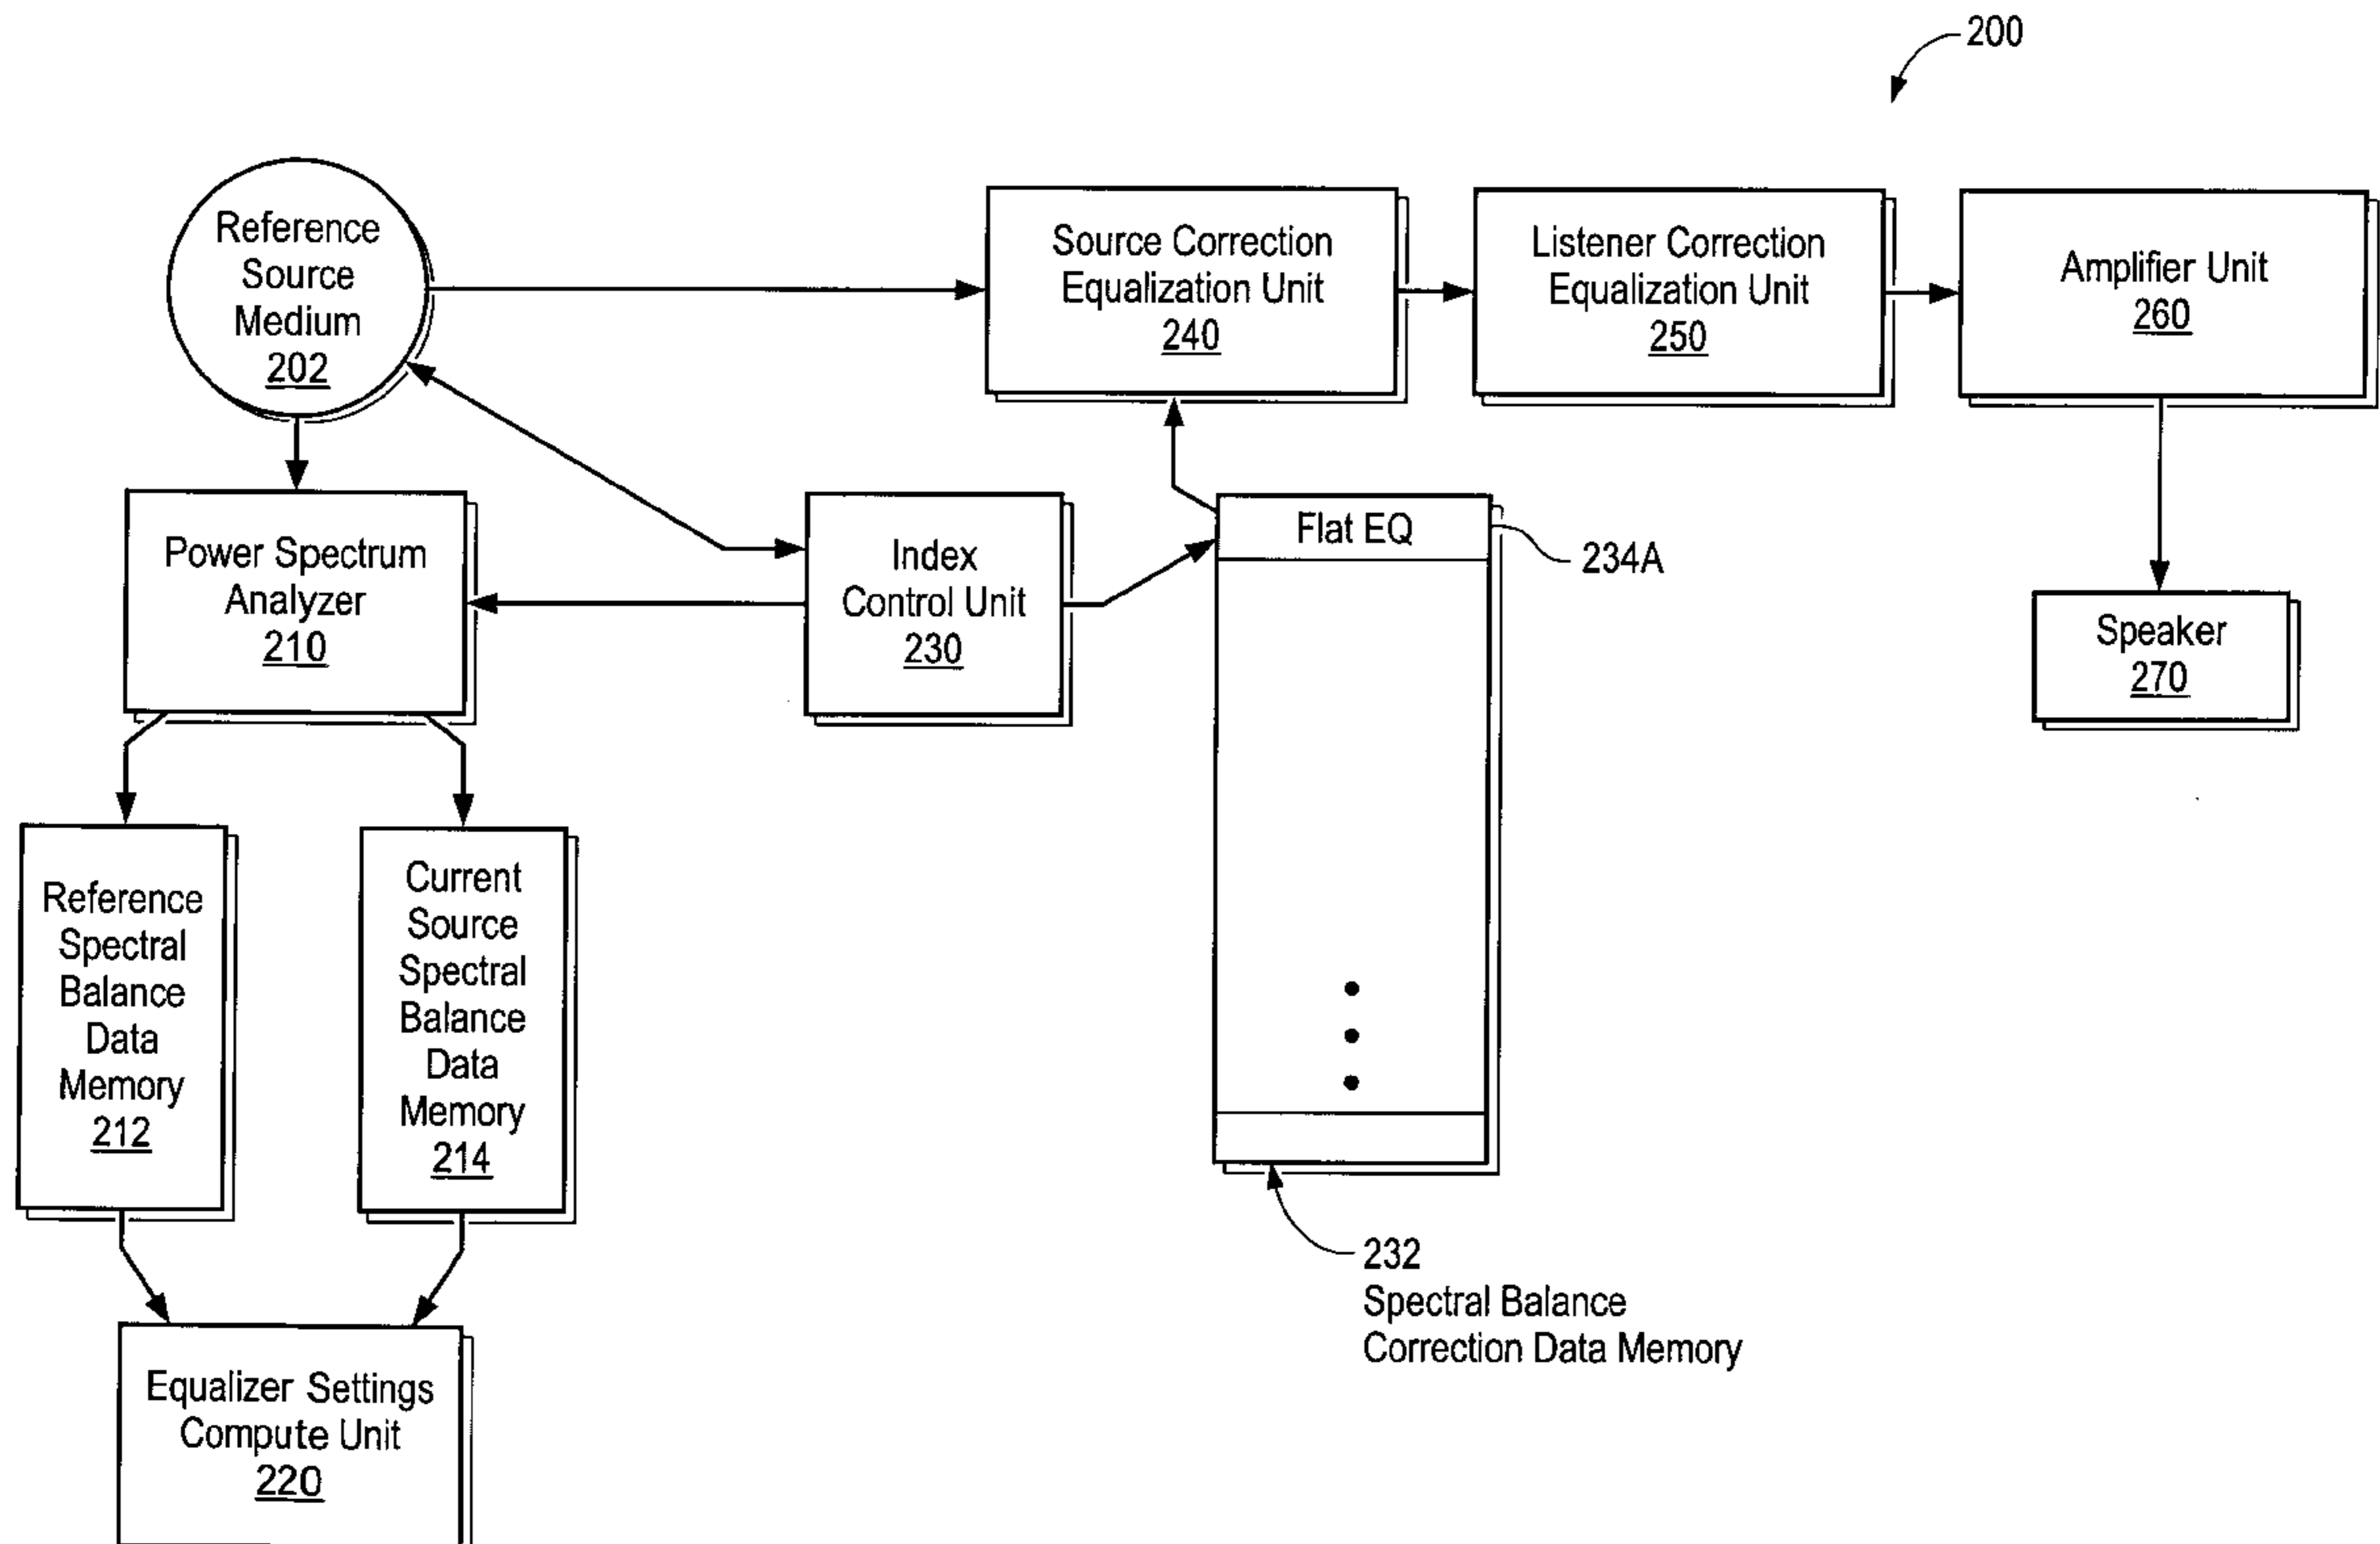 200
Reference
Source
Medium
202
Source Correction
Equalization Unit
240
Listener Correction
Equalization Unit
250
Amplifier Unit
260
Power Spectrum
Analyzer
210
Index
Control Unit
230
Flat EQ
234A
Speaker
270
Reference
Spectral
Balance
Data
Memory
212
Current
Source
Spectral
Balance
Data
Memory
214
232
Spectral Balance
Correction Data Memory
Equalizer Settings
Compute Unit
220